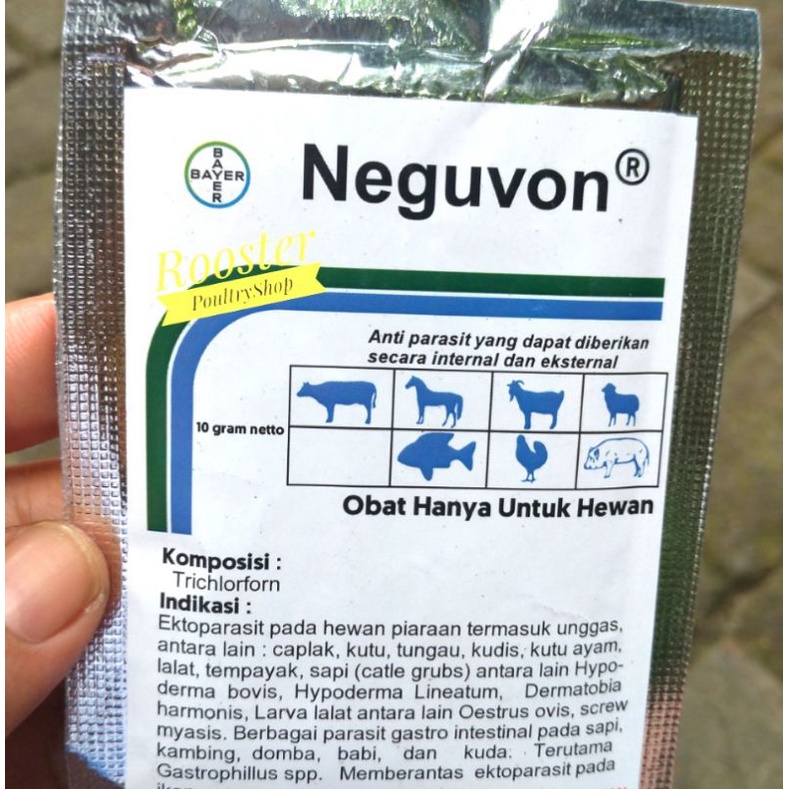 BAYER
BAYER
Neguvon®
Rooster
PoultryShop
Anti parasit yang dapat diberikan
secara internal dan eksternal
10 gram netto
Obat Hanya Untuk Hewan
Komposisi :
Trichlorforn
Indikasi :
Ektoparasit pada hewan piaraan termasuk unggas,
antara lain : caplak, kutu, tungau, kudis, kutu ayam,
lalat, tempayak, sapi (catle grubs) antara lain Hypo-
derma bovis, Hypoderma Lineatum, Dermatobia
harmonis, Larva lalat antara lain Oestrus ovis, screw
myasis. Berbagai parasit gastro intestinal pada sapi,
kambing, domba, babi, dan kuda. Terutama
Gastrophillus spp. Memberantas ektoparasit pada